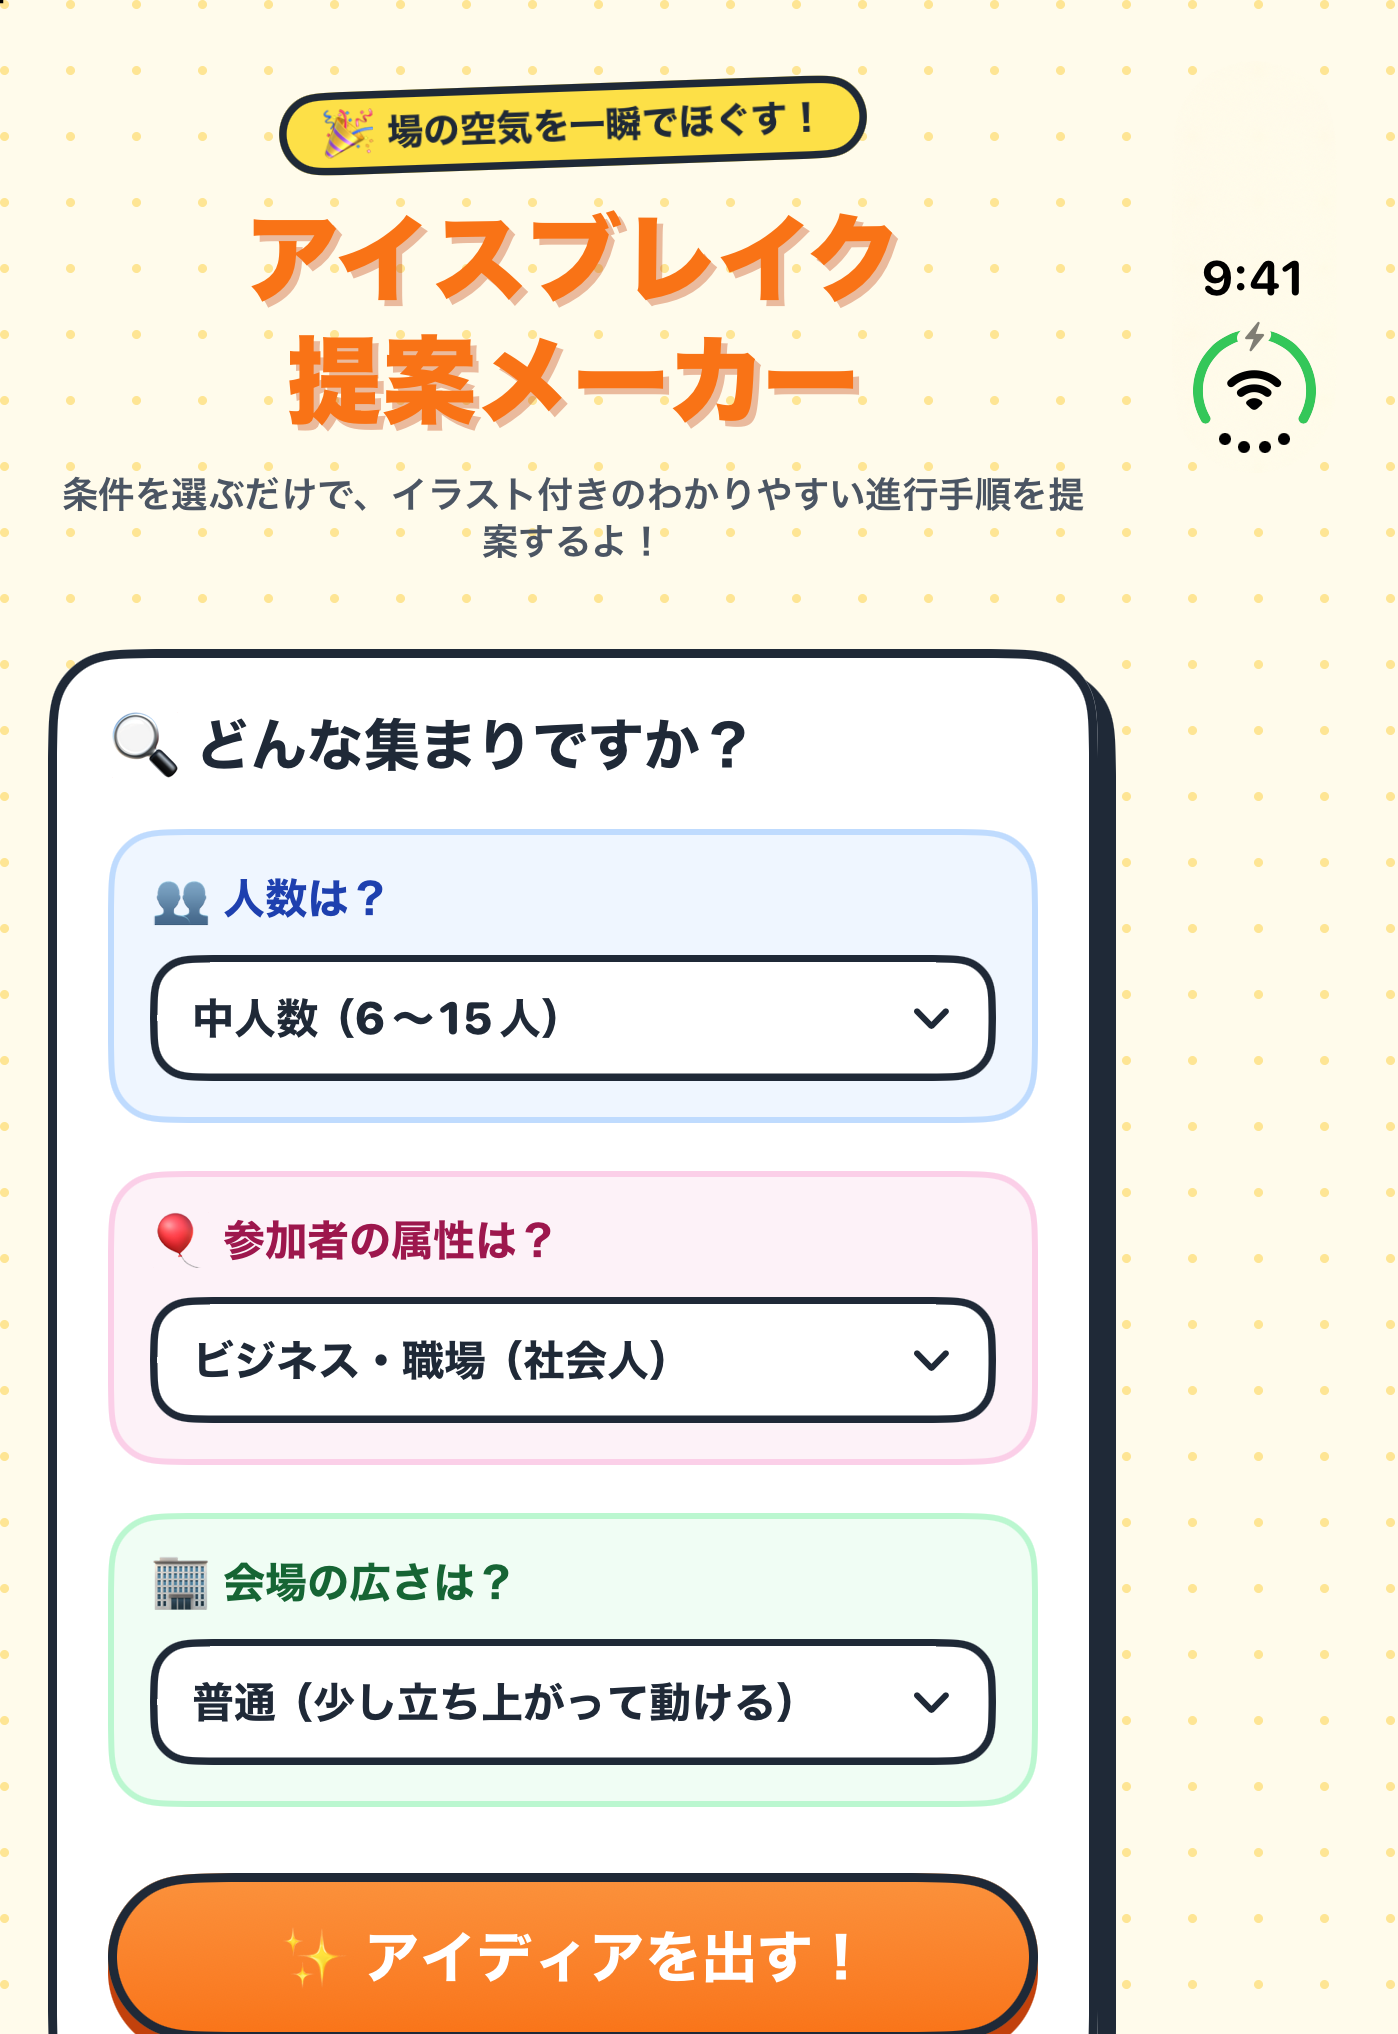 🎉 場の空気を一瞬でほぐす！
アイスブレイク
提案メーカー
9:41
条件を選ぶだけで、イラスト付きのわかりやすい進行手順を提
案するよ！
🔍 どんな集まりですか？
👥 人数は？
中人数（6〜15人）
🎈 参加者の属性は？
ビジネス・職場（社会人）
🏢 会場の広さは？
普通（少し立ち上がって動ける）
✨ アイディアを出す！